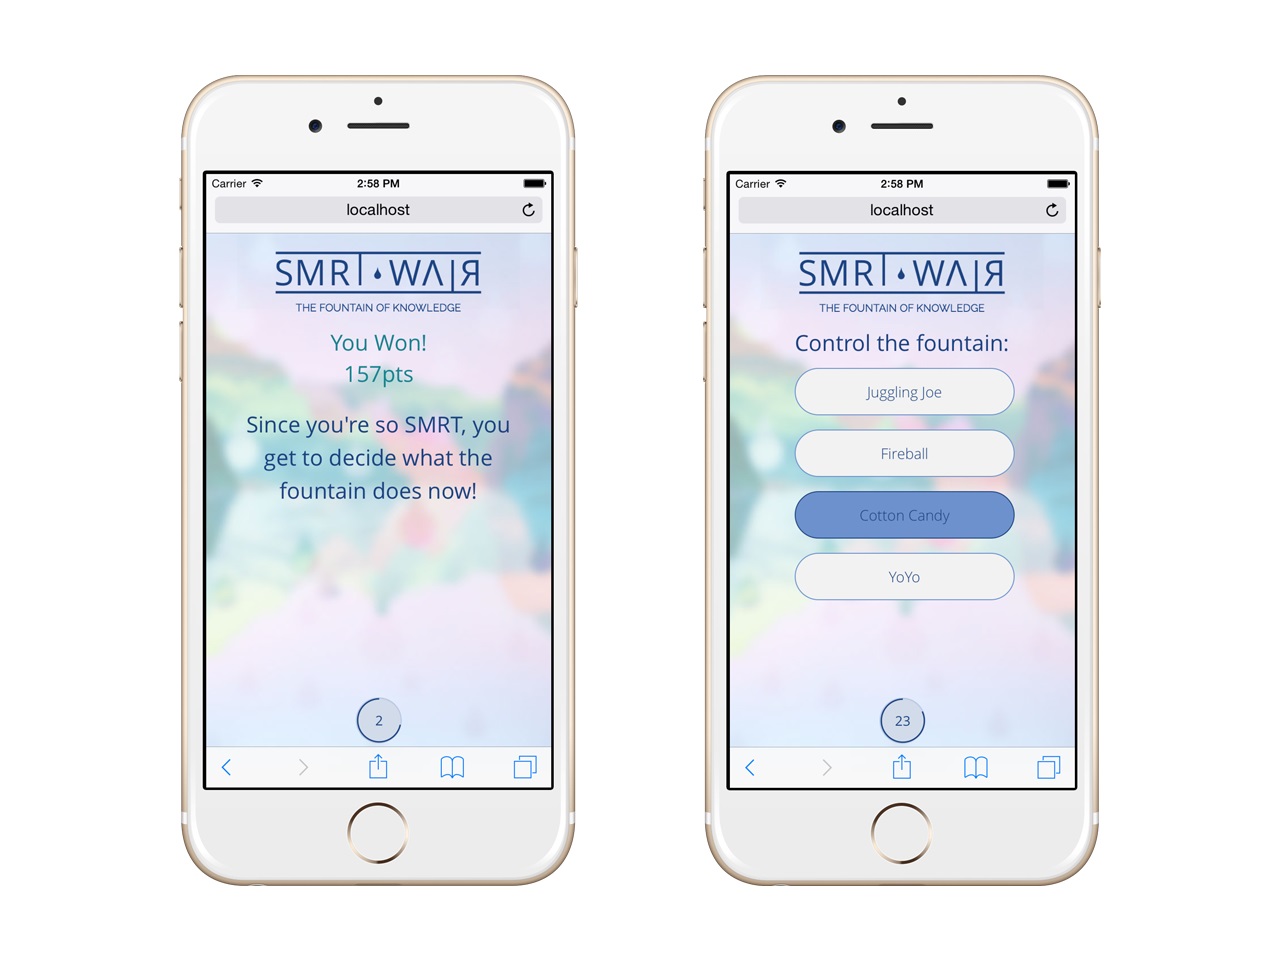 Carrier
2:58 PM
localhost
SMRT WATR
THE FOUNTAIN OF KNOWLEDGE
You Won!
157pts
Since you're so SMRT, you
get to decide what the
fountain does now!
2
Carrier
2:58 PM
localhost
SMRT WATR
THE FOUNTAIN OF KNOWLEDGE
Control the fountain:
Juggling Joe
Fireball
Cotton Candy
YoYo
23